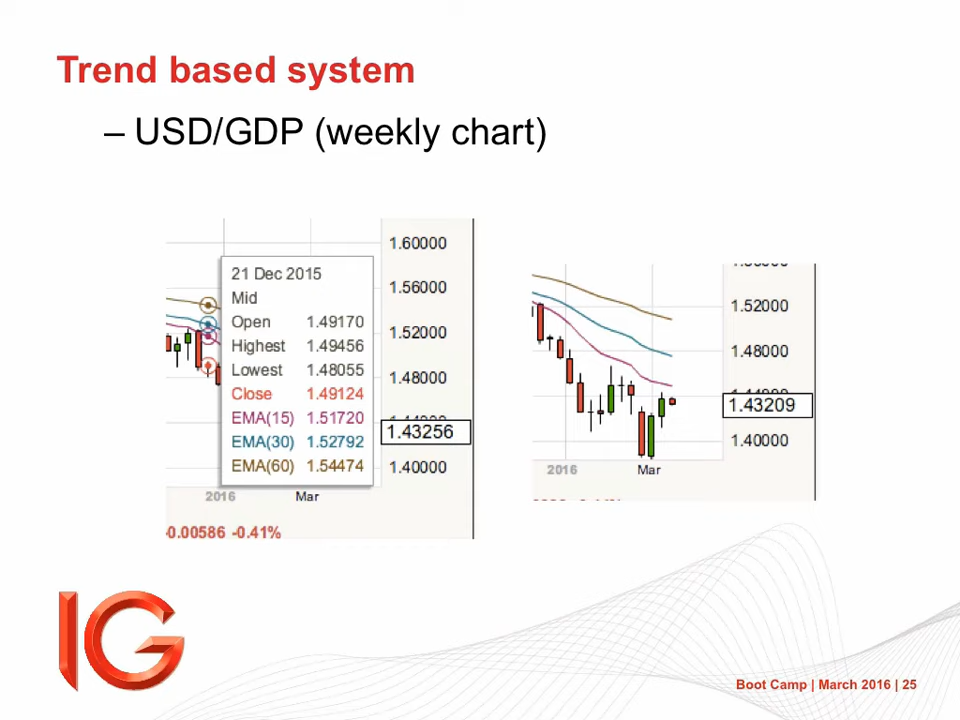 Trend based system
– USD/GDP (weekly chart)
21 Dec 2015
Mid
Open 1.49170
Highest 1.49456
Lowest 1.48055
Close 1.49124
EMA(15) 1.51720
EMA(30) 1.52792
EMA(60) 1.54474
1.60000
1.56000
1.52000
1.48000
1.43256
1.40000
2016 Mar
-0.00586 -0.41%
1.52000
1.48000
1.43209
1.40000
2016 Mar
IG
Boot Camp | March 2016 | 25